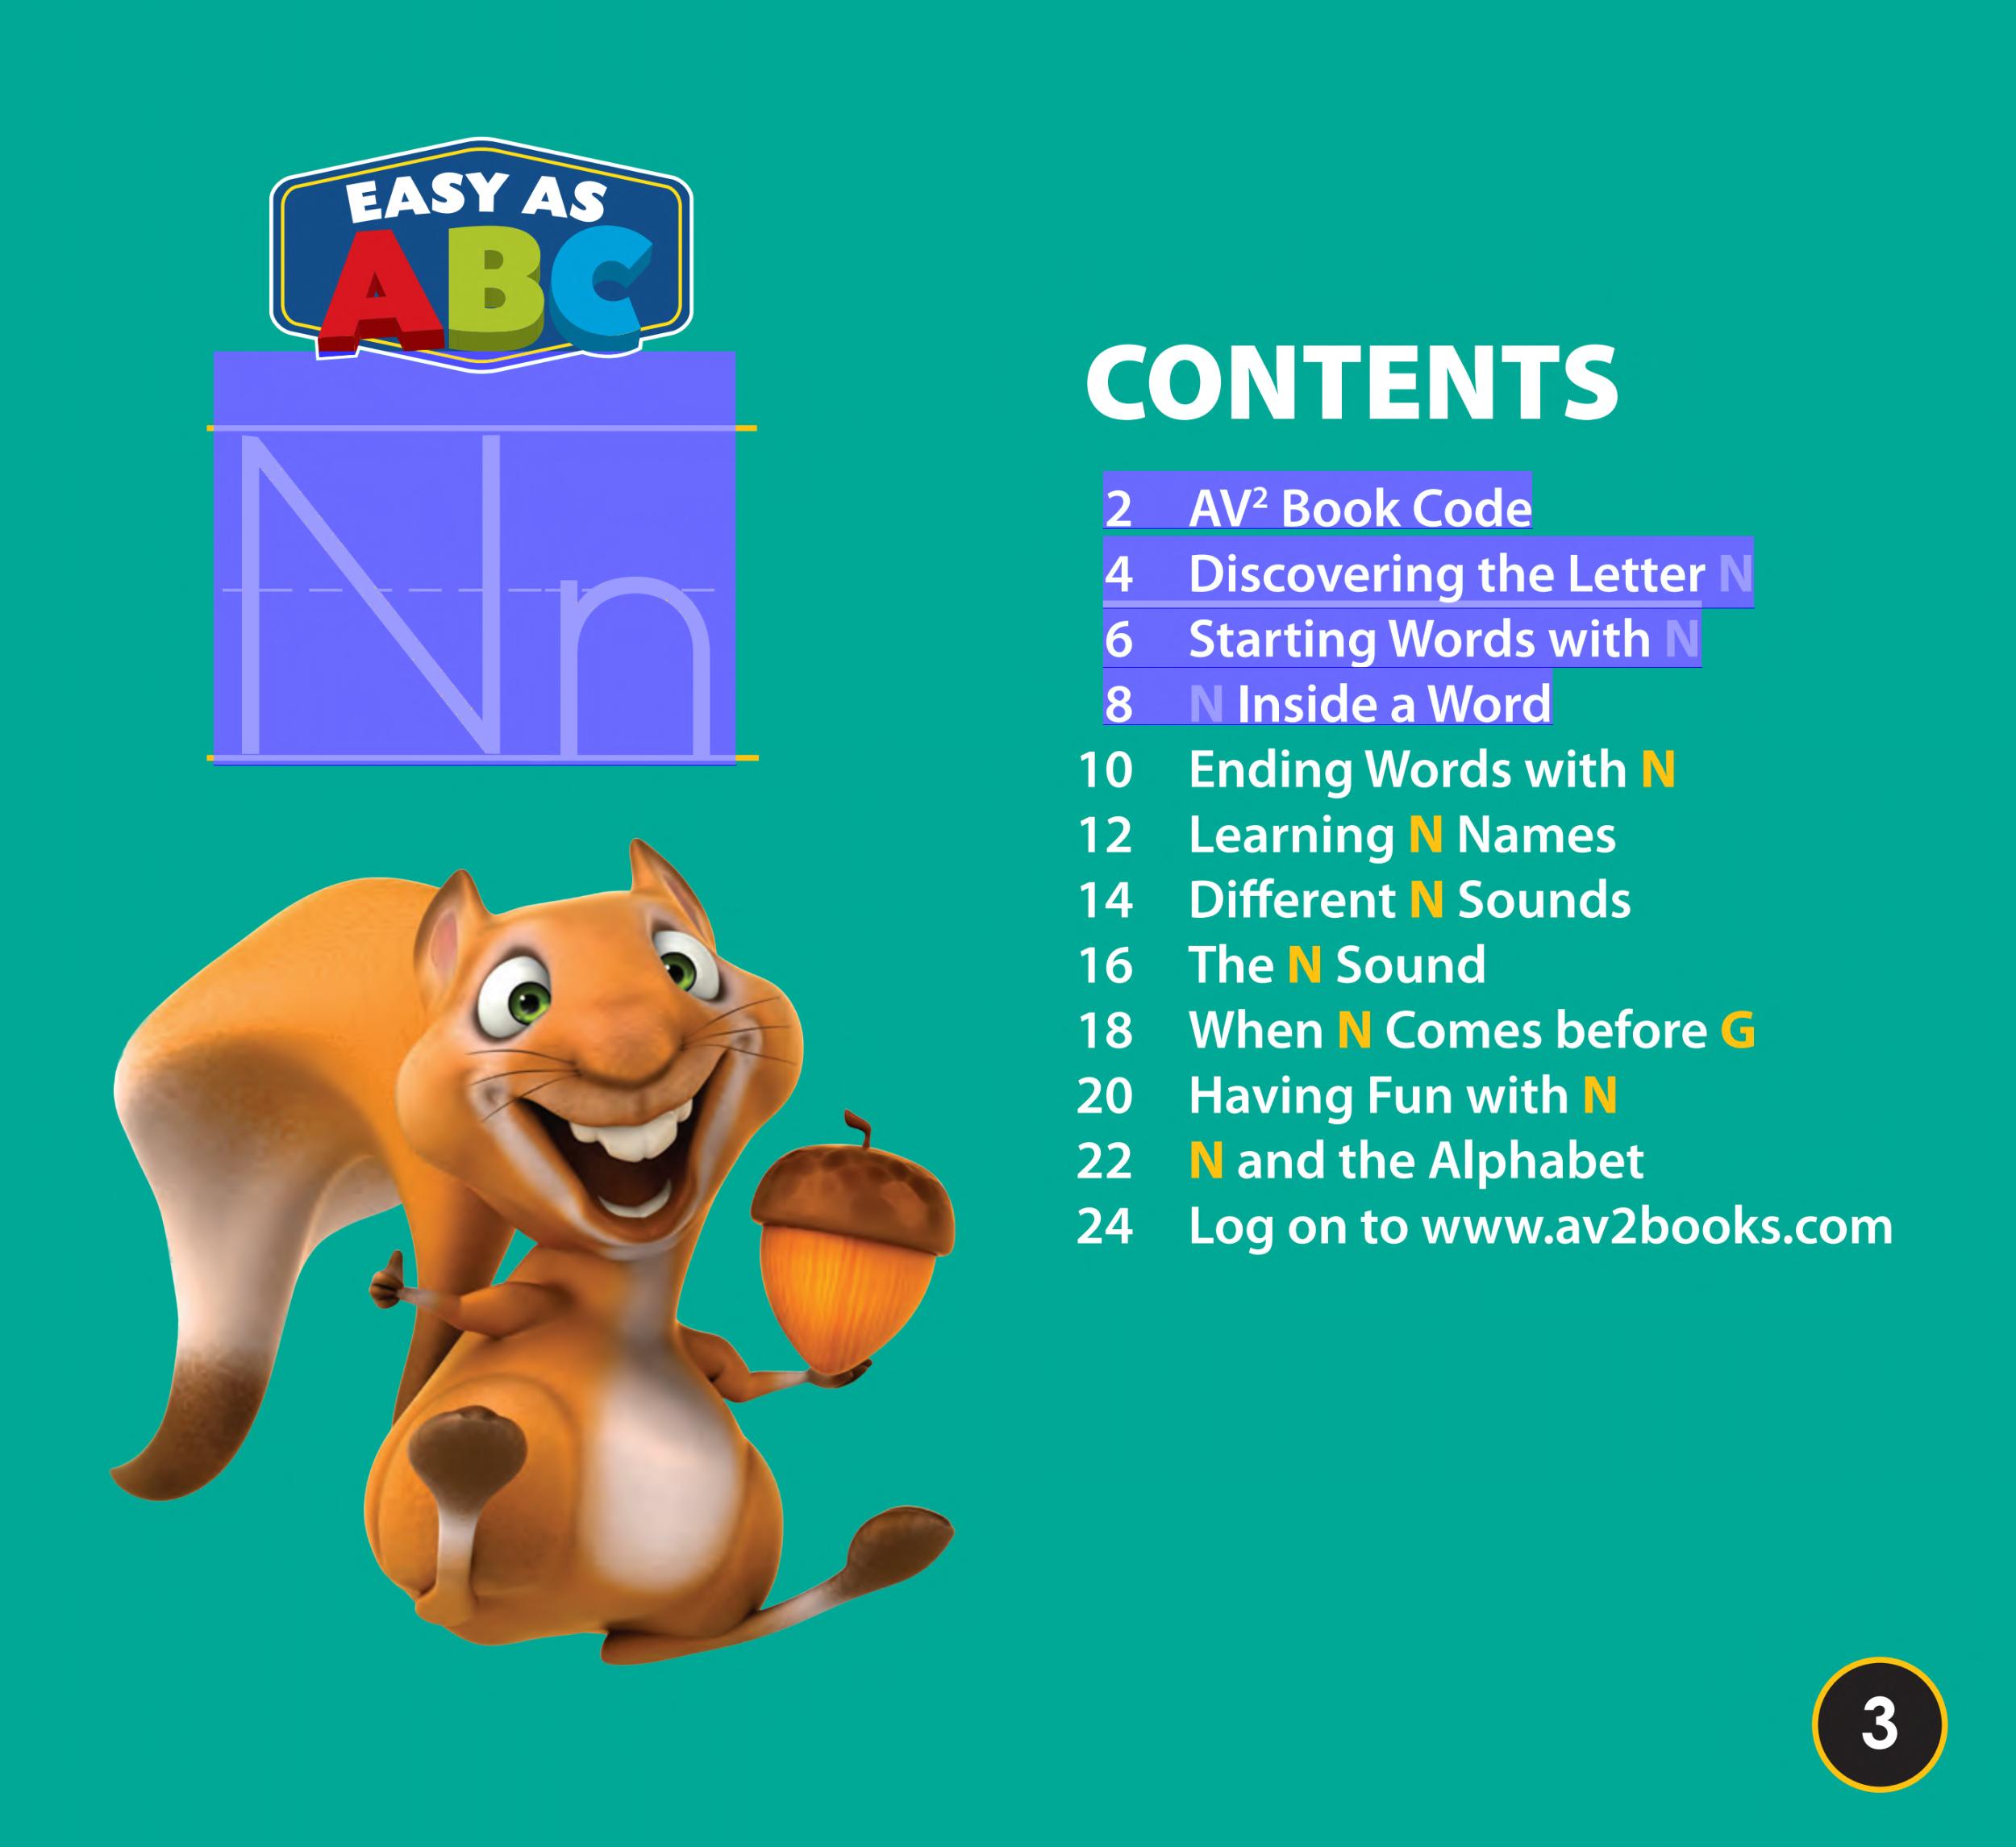 EASY AS
ABC
Nn
CONTENTS
2 AV² Book Code
4 Discovering the Letter N
6 Starting Words with N
8 N Inside a Word
10 Ending Words with N
12 Learning N Names
14 Different N Sounds
16 The N Sound
18 When N Comes before G
20 Having Fun with N
22 N and the Alphabet
24 Log on to www.av2books.com
3